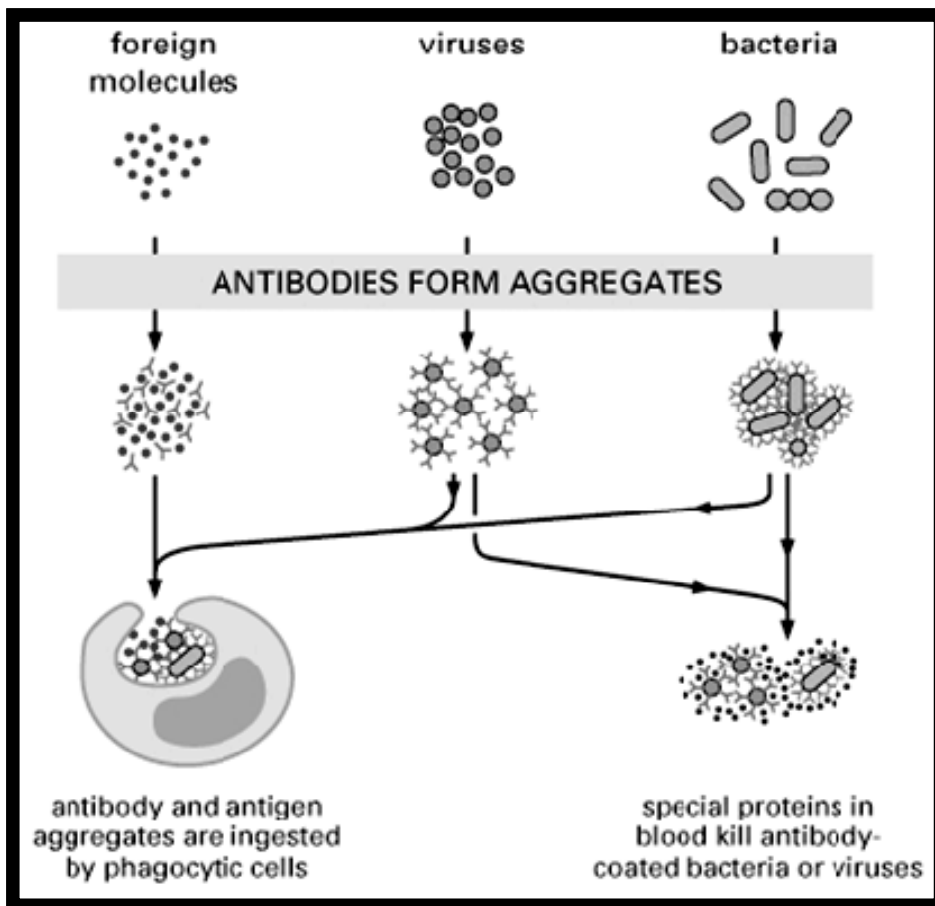 foreign
molecules
viruses
bacteria
ANTIBODIES FORM AGGREGATES
antibody and antigen
aggregates are ingested
by phagocytic cells
special proteins in
blood kill antibody-
coated bacteria or viruses